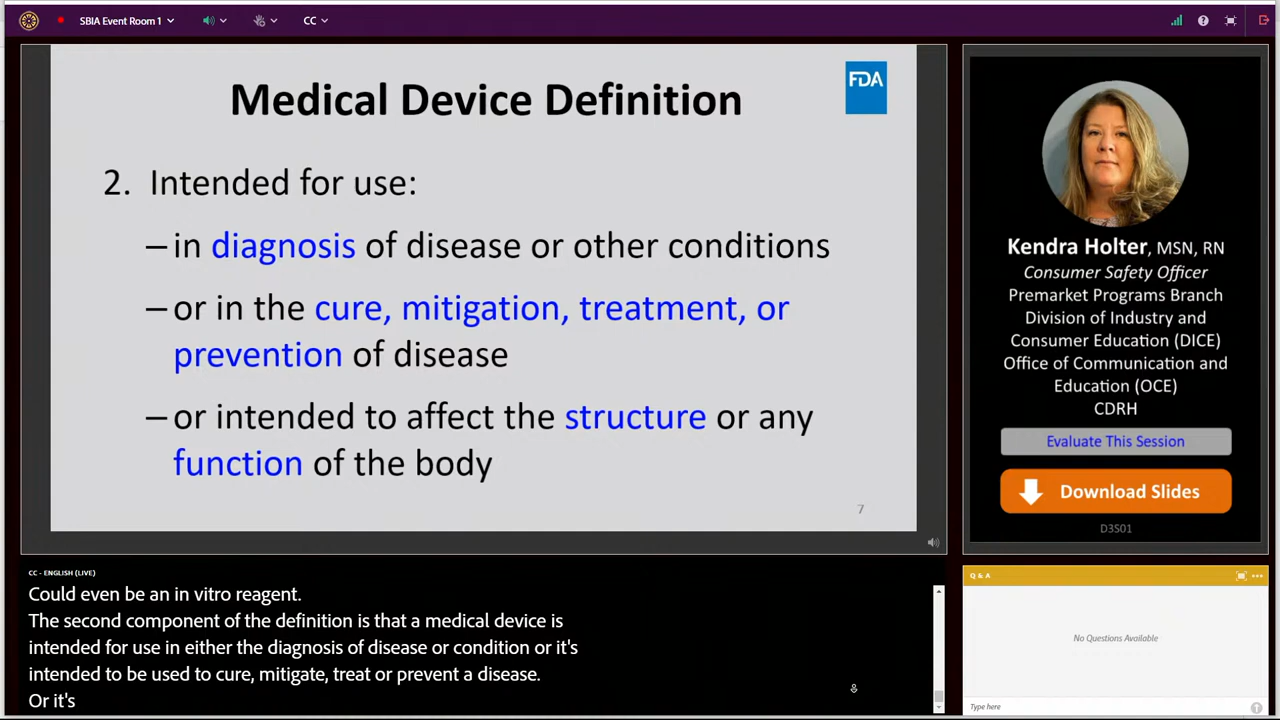 SBIA Event Room 1
CC
Medical Device Definition
FDA
2. Intended for use:
–in diagnosis of disease or other conditions
–or in the cure, mitigation, treatment, or
prevention of disease
–or intended to affect the structure or any
function of the body
7
Kendra Holter, MSN, RN
Consumer Safety Officer
Premarket Programs Branch
Division of Industry and
Consumer Education (DICE)
Office of Communication and
Education (OCE)
CDRH
Evaluate This Session
Download Slides
D3S01
CC - ENGLISH (LIVE)
Could even be an in vitro reagent.
The second component of the definition is that a medical device is
intended for use in either the diagnosis of disease or condition or it's
intended to be used to cure, mitigate, treat or prevent a disease.
Or it's
Q & A
No Questions Available
Type here